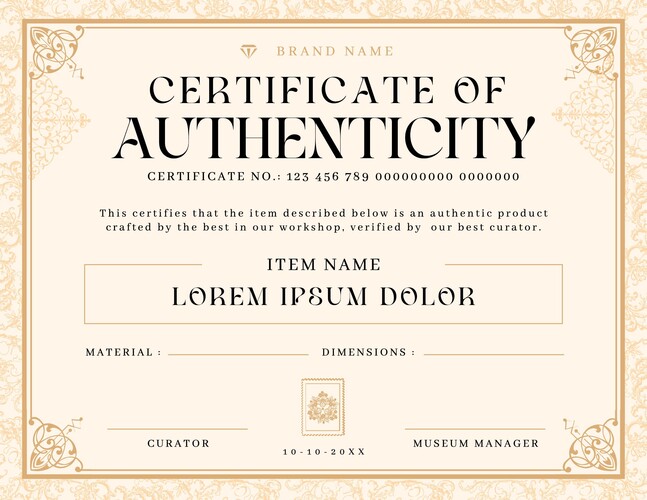 BRAND NAME
CERTIFICATE OF
AUTHENTICITY
CERTIFICATE NO.: 123 456 789 000000000 0000000
This certifies that the item described below is an authentic product
crafted by the best in our workshop, verified by  our best curator.
ITEM NAME
LOREM IPSUM DOLOR
MATERIAL : DIMENSIONS :
10-10-20XX
CURATOR MUSEUM MANAGER